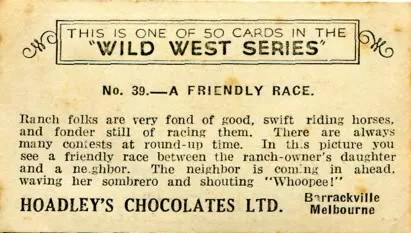 THIS IS ONE OF 50 CARDS IN THE
"WILD WEST SERIES"
No. 39.—A FRIENDLY RACE.
Ranch folks are very fond of good, swift riding horses,
and fonder still of racing them. There are always
many contests at round-up time. In this picture you
see a friendly race between the ranch-owner's daughter
and a neighbor. The neighbor is coming in ahead,
waving her sombrero and shouting "Whoopee!"
HOADLEY'S CHOCOLATES LTD. Barrackville
Melbourne